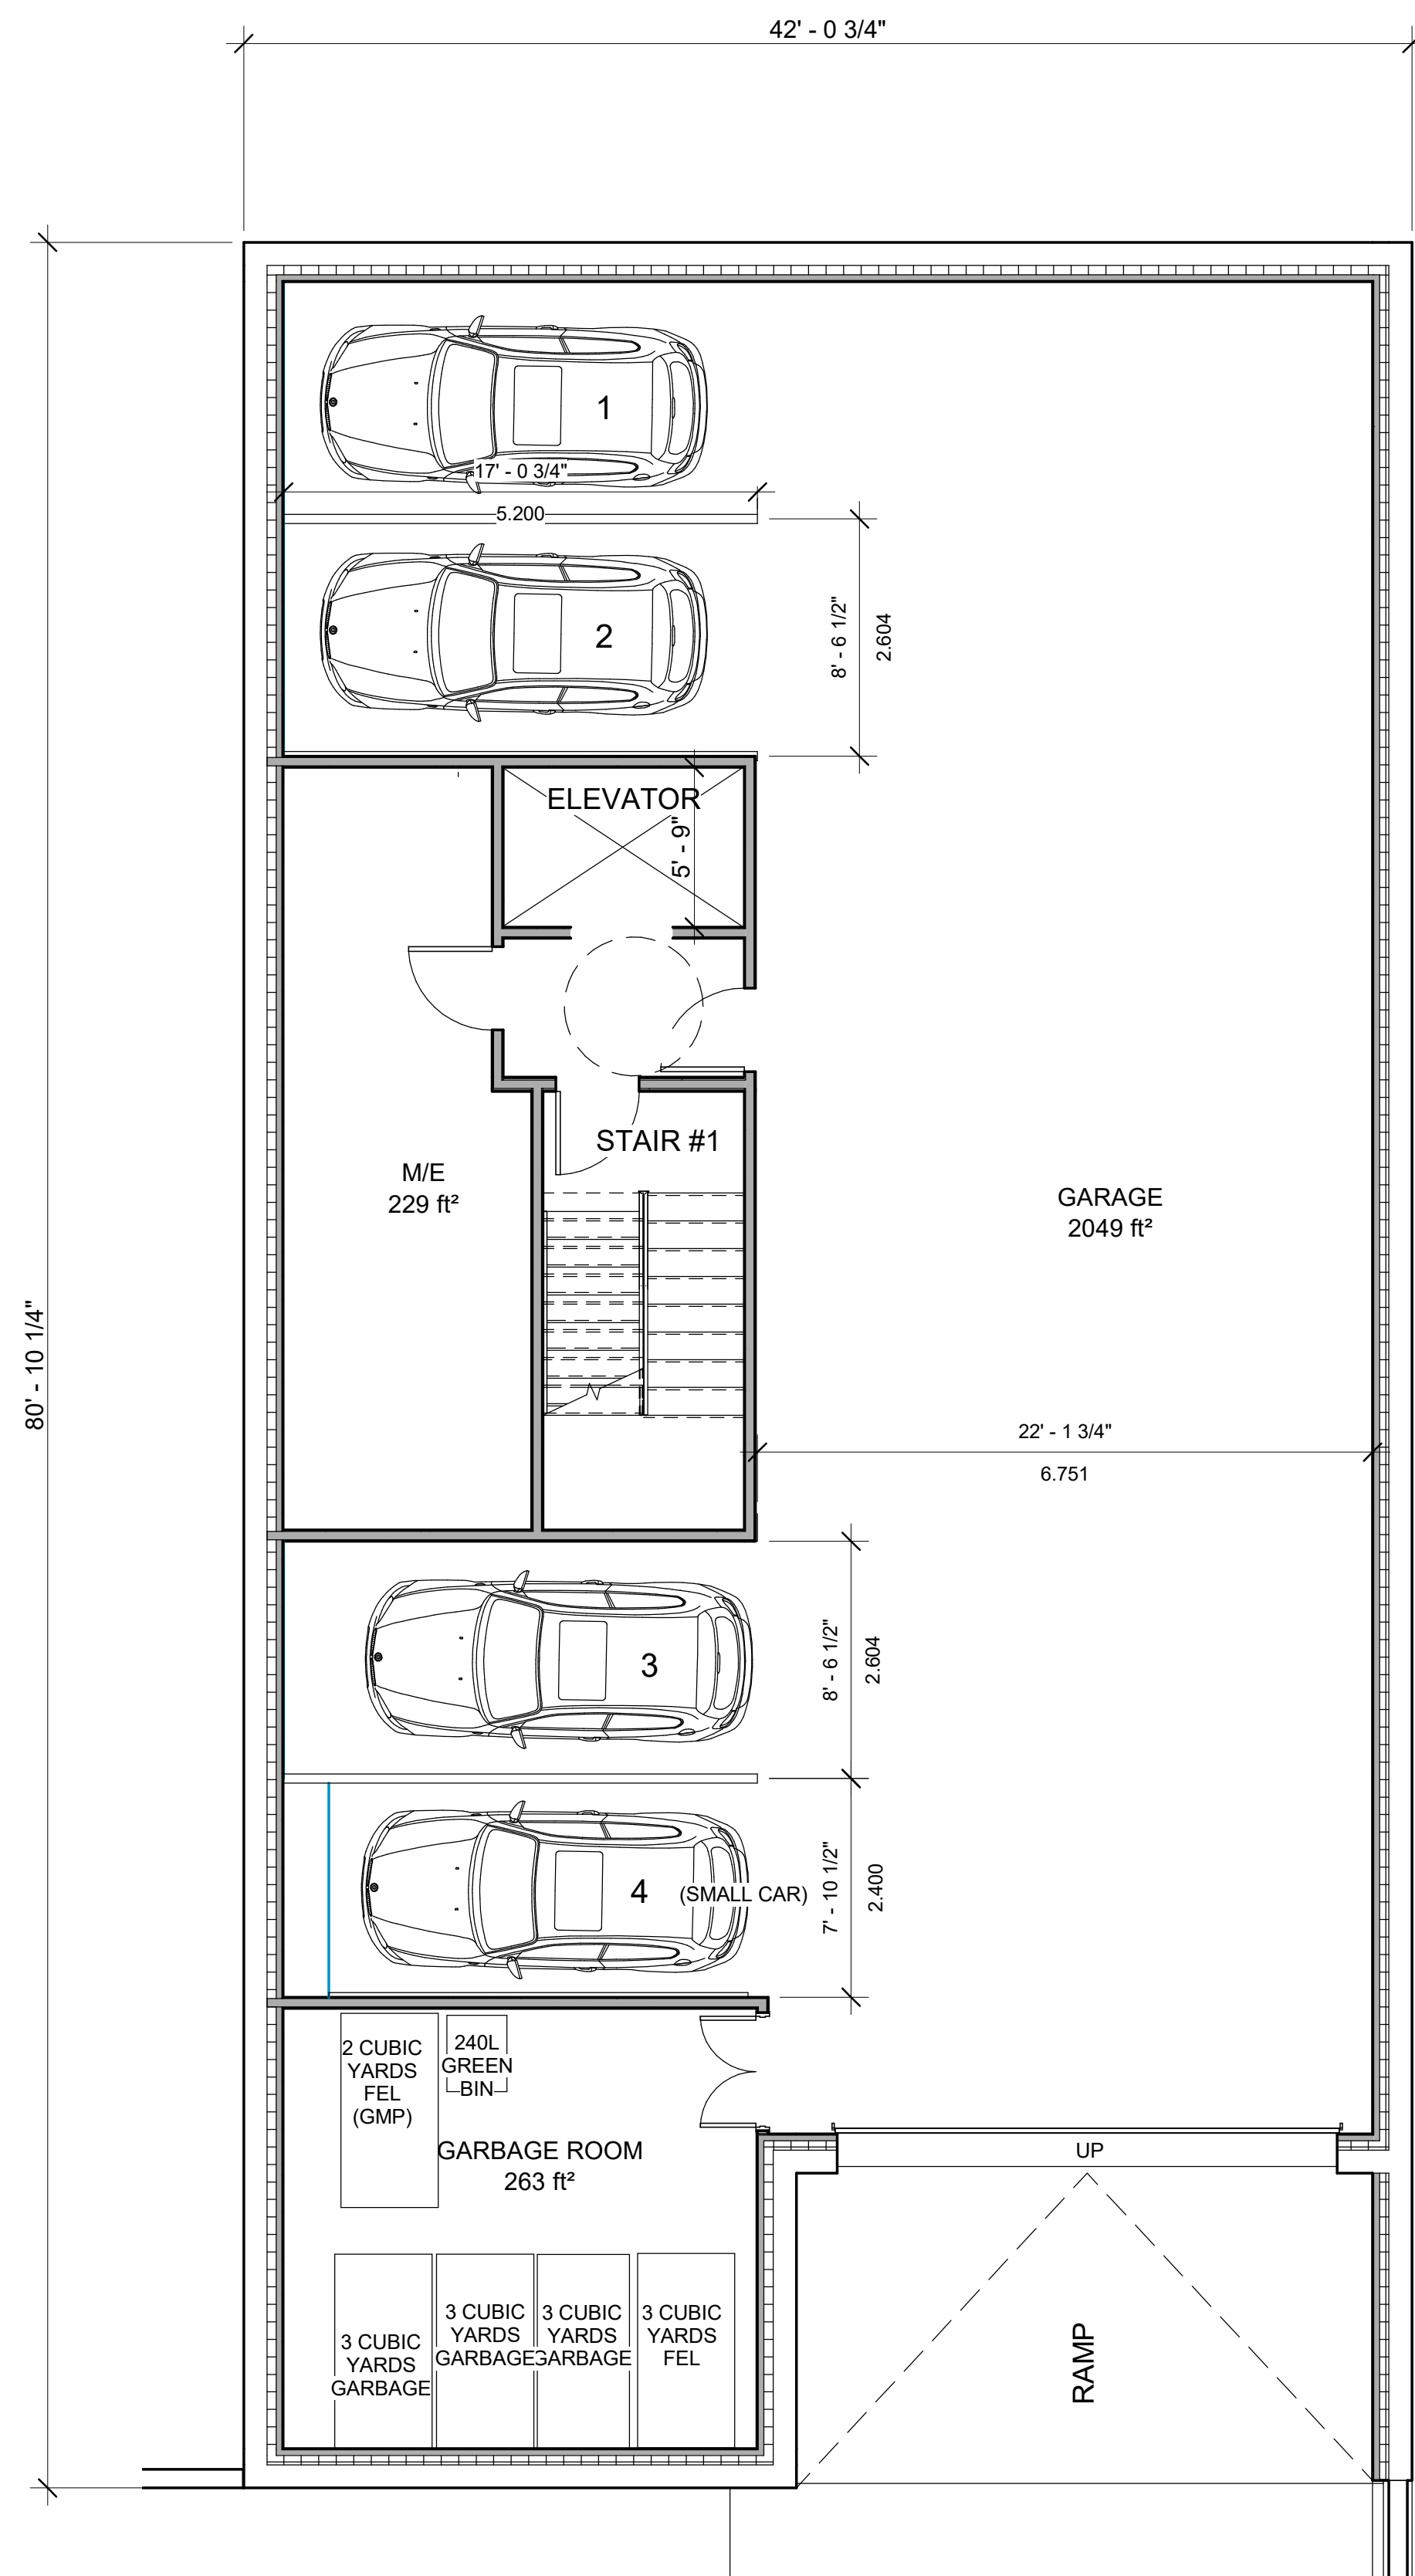 42' - 0 3/4"
1
17' - 0 3/4"
5.200
2
8' - 6 1/2"
2.604
ELEVATOR
5' - 9"
STAIR #1
M/E
229 ft²
GARAGE
2049 ft²
80' - 10 1/4"
22' - 1 3/4"
6.751
3
8' - 6 1/2"
2.604
4
(SMALL CAR)
7' - 10 1/2"
2.400
2 CUBIC
YARDS
FEL
(GMP)
240L
GREEN
BIN
GARBAGE ROOM
263 ft²
UP
3 CUBIC
YARDS
GARBAGE
3 CUBIC
YARDS
GARBAGE
3 CUBIC
YARDS
GARBAGE
3 CUBIC
YARDS
FEL
RAMP